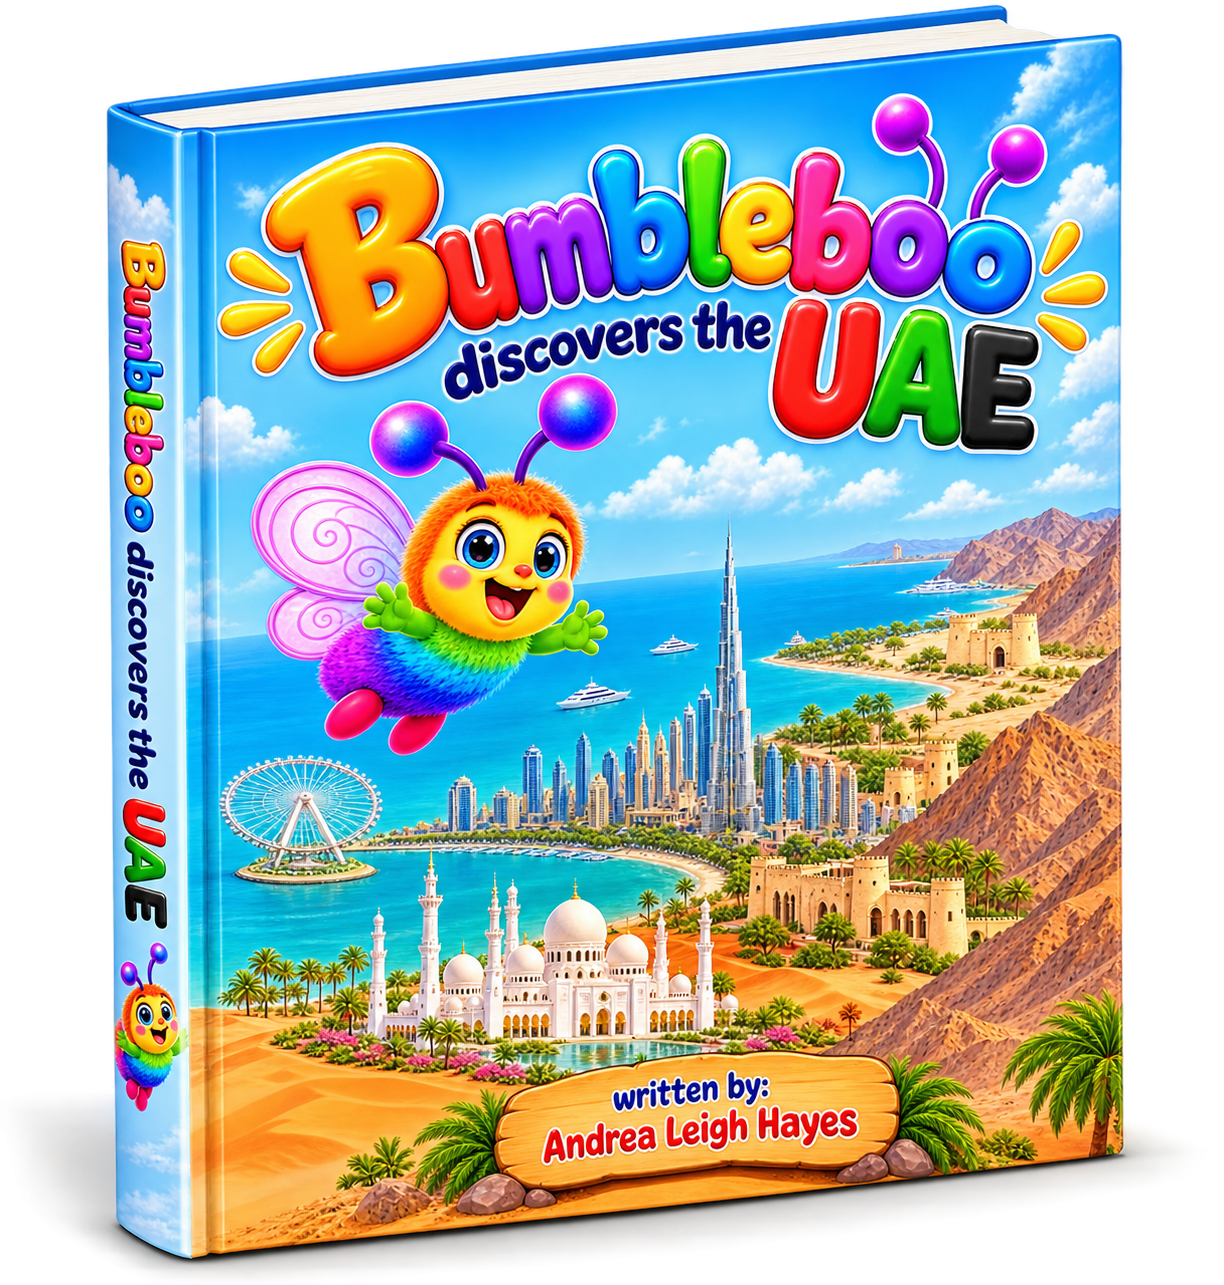 Bumbleboo
discovers the UAE
written by:
Andrea Leigh Hayes
Bumbleboo discovers the UAE